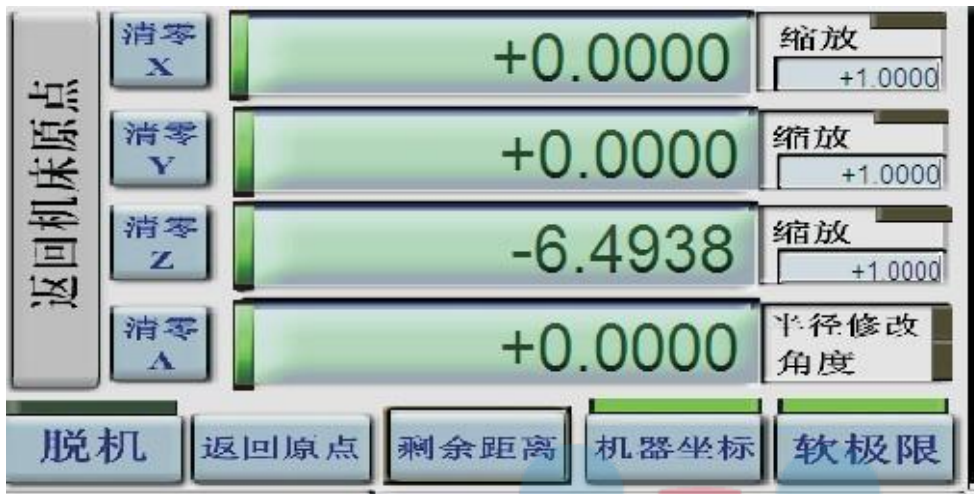 返回机床原点
清零
X
+0.0000
缩放
+1.0000
清零
Y
+0.0000
缩放
+1.0000
清零
Z
-6.4938
缩放
+1.0000
清零
A
+0.0000
半径修改
角度
脱机
返回原点
剩余距离
机器坐标
软极限